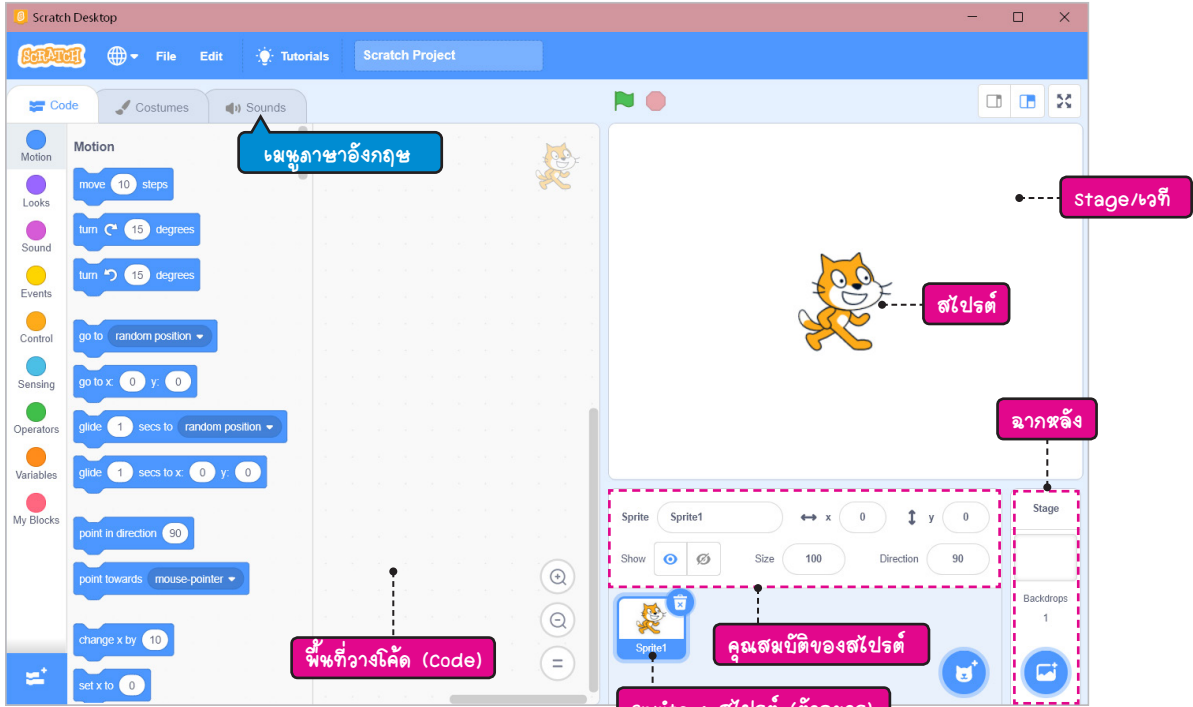 Scratch Desktop
SCRATCH File Edit Tutorials Scratch Project
Code Costumes Sounds
เมนูภาษาอังกฤษ
Motion
Looks
Sound
Events
Control
Sensing
Operators
Variables
My Blocks
Motion
move 10 steps
turn 15 degrees
turn 15 degrees
go to random position
go to x: 0 y: 0
glide 1 secs to random position
glide 1 secs to x: 0 y: 0
point in direction 90
point towards mouse-pointer
change x by 10
set x to 0
พื้นที่วางโค้ด (Code)
Stage/เวที
สไปรต์
ฉากหลัง
Sprite Sprite1 x 0 y 0
Show Size 100 Direction 90
Stage
Backdrops
1
Sprite1
คุณสมบัติของสไปรต์